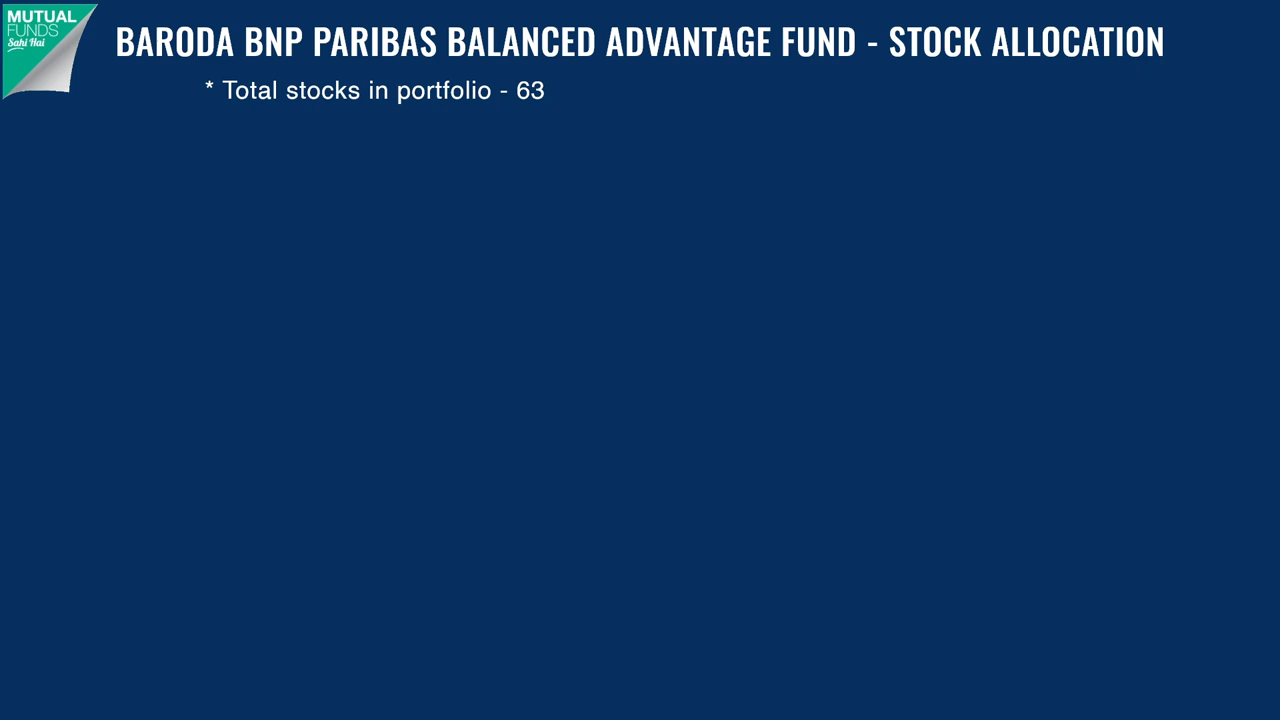 MUTUAL
FUNDS
Sahi Hai
BARODA BNP PARIBAS BALANCED ADVANTAGE FUND - STOCK ALLOCATION
* Total stocks in portfolio - 63